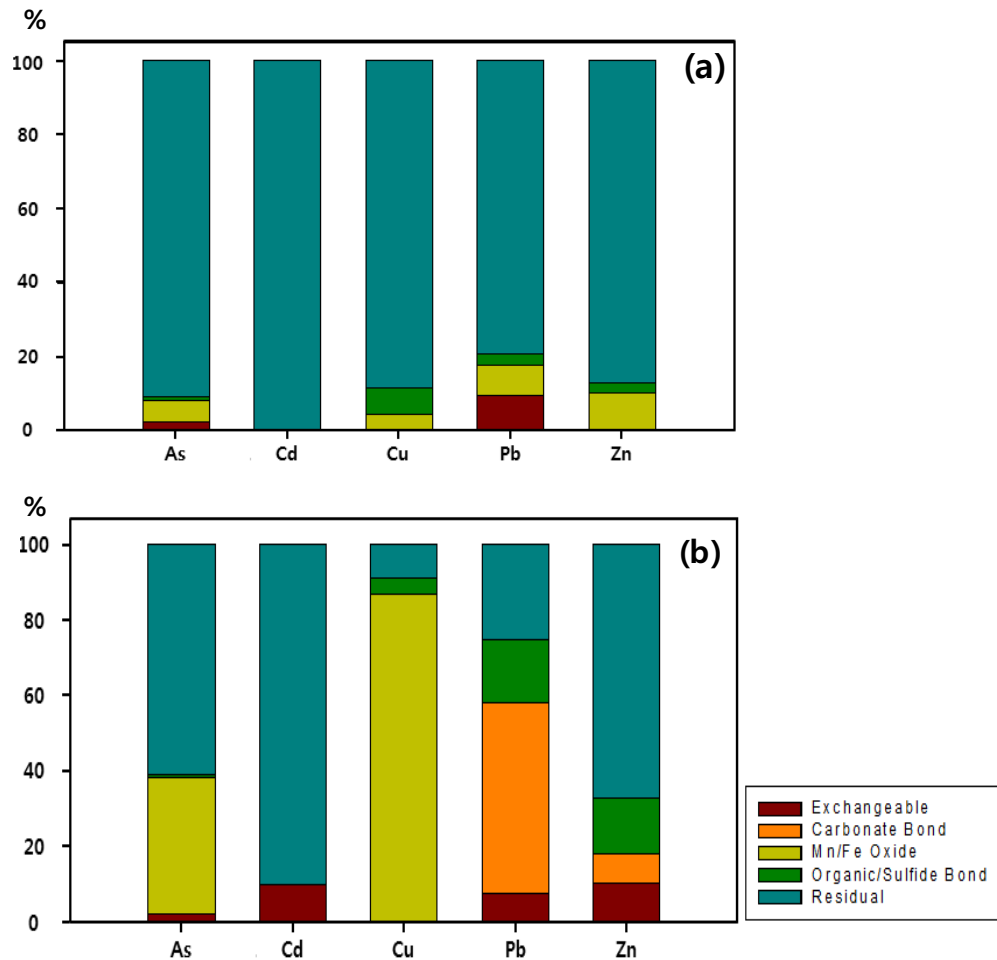 %
(a)
100
80
60
40
20
0
As Cd Cu Pb Zn
%
(b)
100
80
60
40
20
0
As Cd Cu Pb Zn
Exchangeable
Carbonate Bond
Mn/Fe Oxide
Organic/Sulfide Bond
Residual